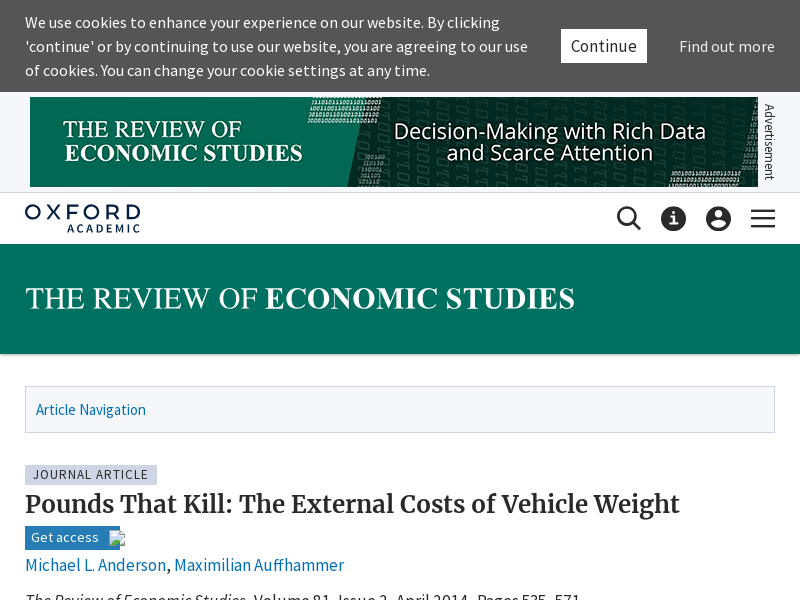 We use cookies to enhance your experience on our website. By clicking
'continue' or by continuing to use our website, you are agreeing to our use
of cookies. You can change your cookie settings at any time.
Continue
Find out more
THE REVIEW OF
ECONOMIC STUDIES
Decision-Making with Rich Data
and Scarce Attention
Advertisement
OXFORD
ACADEMIC
THE REVIEW OF ECONOMIC STUDIES
Article Navigation
JOURNAL ARTICLE
Pounds That Kill: The External Costs of Vehicle Weight
Get access
Michael L. Anderson, Maximilian Auffhammer
The Review of Economic Studies, Volume 81, Issue 2, April 2014, Pages 535–571,